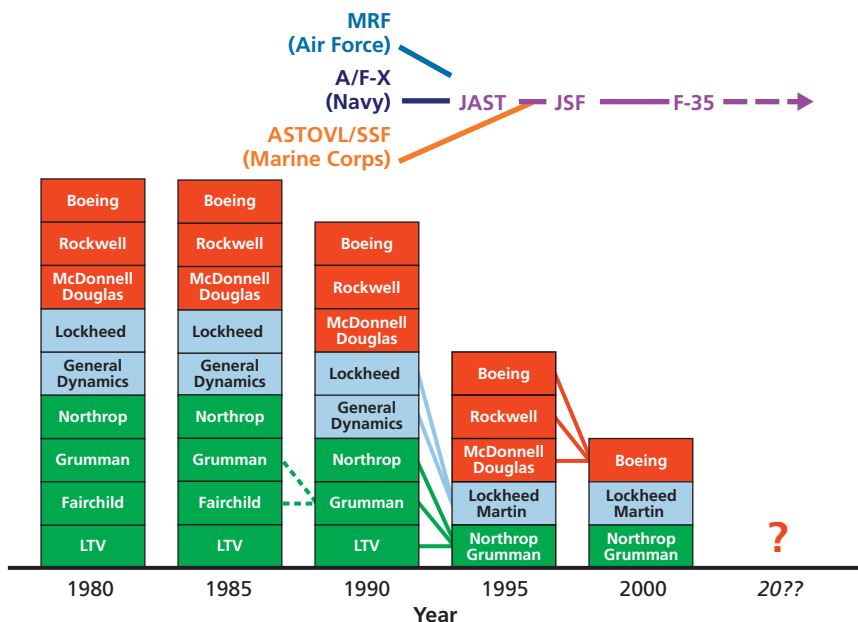 MRF
(Air Force)
A/F-X
(Navy)
JAST
JSF
F-35
ASTOVL/SSF
(Marine Corps)
Boeing
Rockwell
McDonnell
Douglas
Lockheed
General
Dynamics
Northrop
Grumman
Fairchild
LTV
Boeing
Rockwell
McDonnell
Douglas
Lockheed
General
Dynamics
Northrop
Grumman
Fairchild
LTV
Boeing
Rockwell
McDonnell
Douglas
Lockheed
General
Dynamics
Northrop
Grumman
LTV
Boeing
Rockwell
McDonnell
Douglas
Lockheed
Martin
Northrop
Grumman
Boeing
Lockheed
Martin
Northrop
Grumman
?
1980
1985
1990
1995
2000
20??
Year